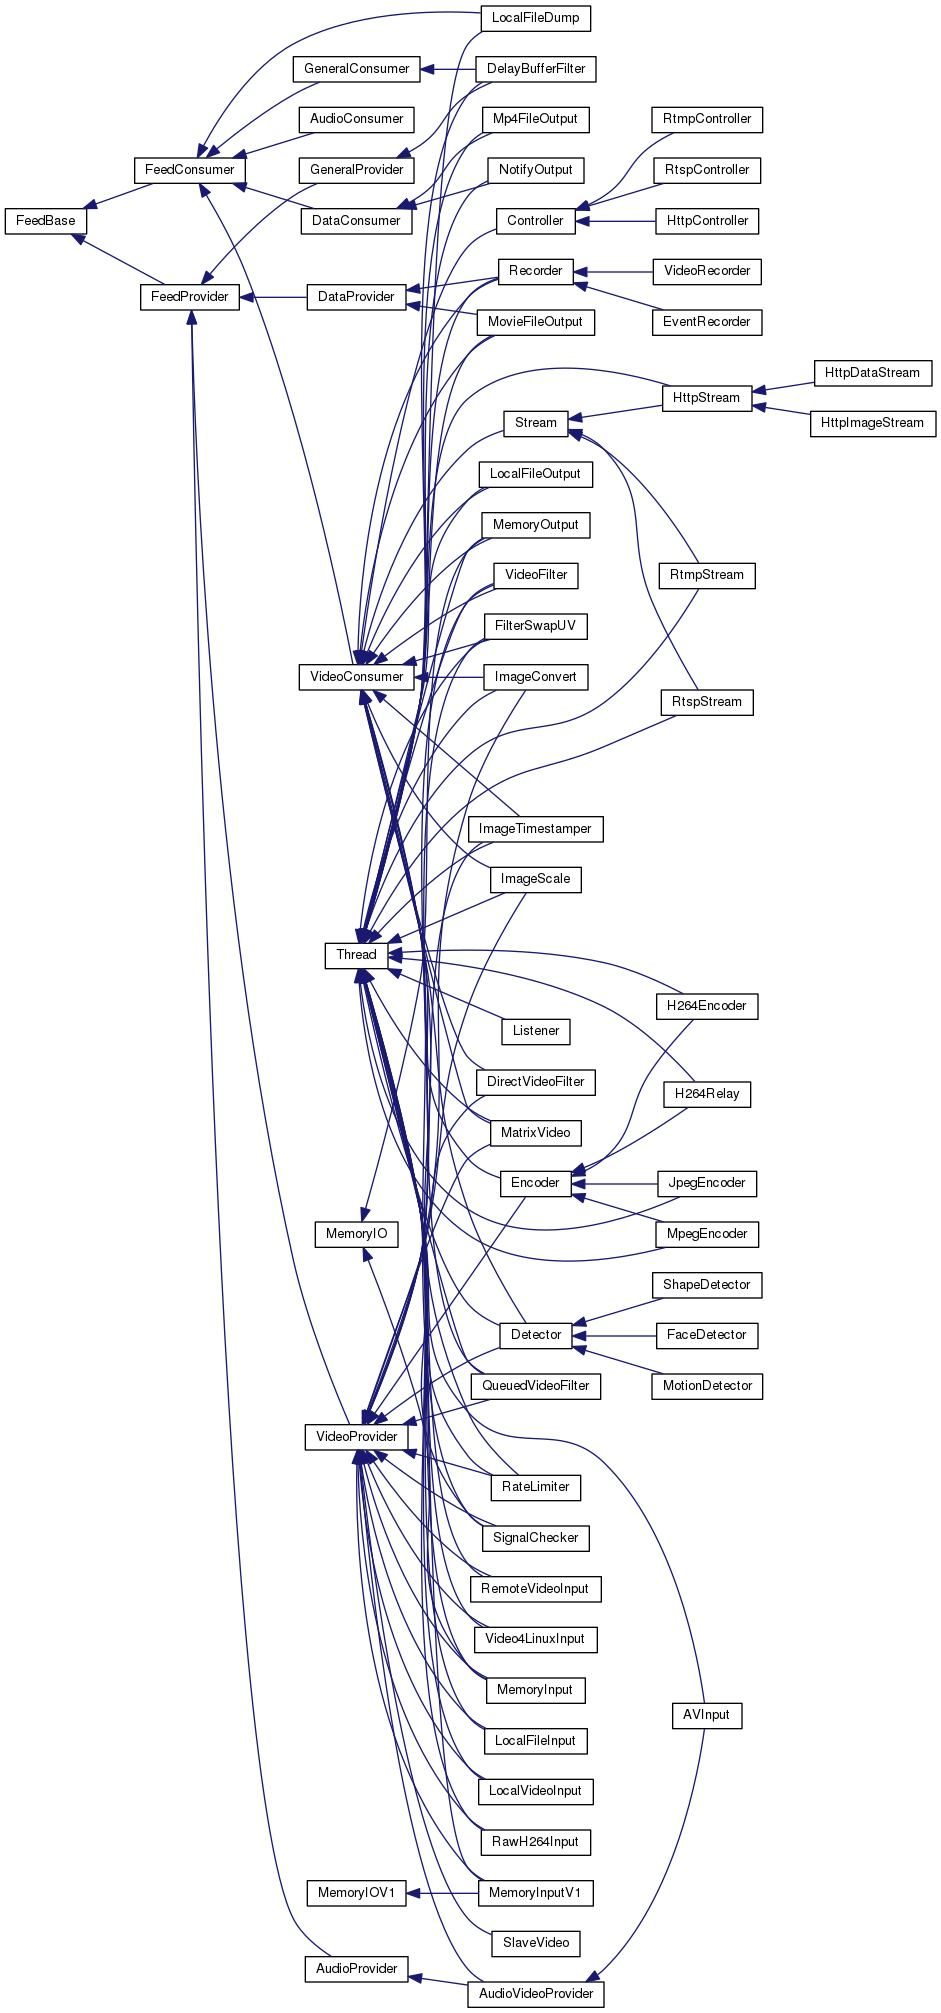 LocalFileDump
GeneralConsumer
DelayBufferFilter
AudioConsumer
Mp4FileOutput
RtmpController
FeedConsumer
GeneralProvider
NotifyOutput
RtspController
FeedBase
DataConsumer
Controller
HttpController
Recorder
VideoRecorder
FeedProvider
DataProvider
MovieFileOutput
EventRecorder
HttpDataStream
HttpStream
Stream
HttpImageStream
LocalFileOutput
MemoryOutput
VideoFilter
RtmpStream
FilterSwapUV
VideoConsumer
ImageConvert
RtspStream
ImageTimestamper
ImageScale
Thread
H264Encoder
Listener
DirectVideoFilter
H264Relay
MatrixVideo
Encoder
JpegEncoder
MemoryIO
MpegEncoder
ShapeDetector
Detector
FaceDetector
QueuedVideoFilter
MotionDetector
VideoProvider
RateLimiter
SignalChecker
RemoteVideoInput
Video4LinuxInput
MemoryInput
AVInput
LocalFileInput
LocalVideoInput
RawH264Input
MemoryIOV1
MemoryInputV1
SlaveVideo
AudioProvider
AudioVideoProvider